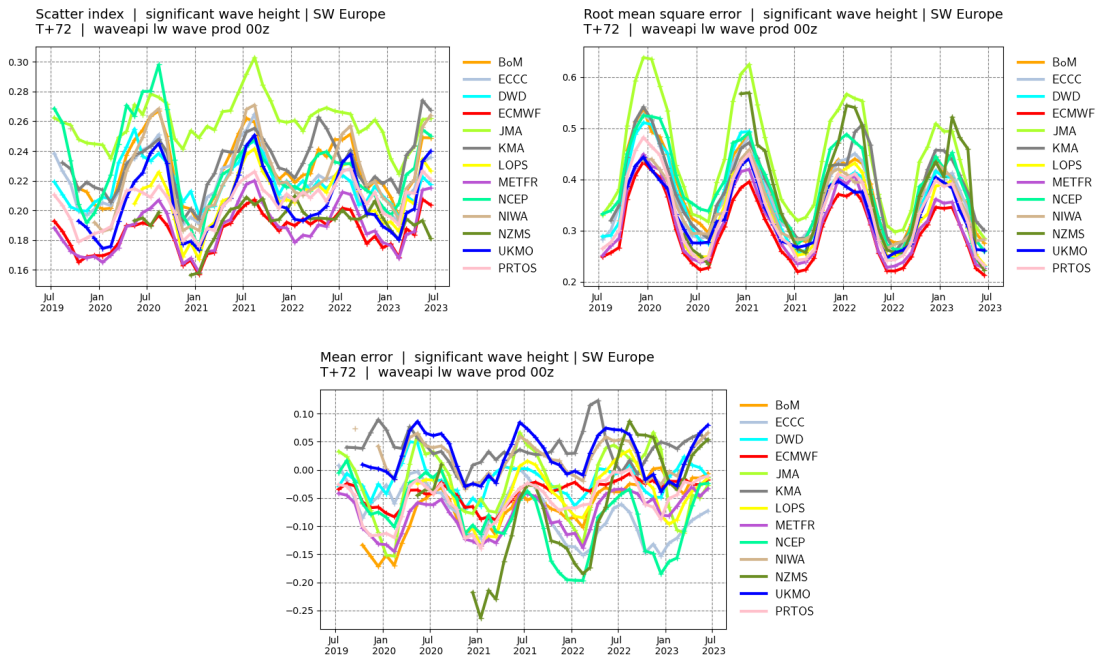 Scatter index | significant wave height | SW Europe
T+72 | waveapi lw wave prod 00z
0.30
0.28
0.26
0.24
0.22
0.20
0.18
0.16
Jul
2019
Jan
2020
Jul
2020
Jan
2021
Jul
2021
Jan
2022
Jul
2022
Jan
2023
Jul
2023
BoM
ECCC
DWD
ECMWF
JMA
KMA
LOPS
METFR
NCEP
NIWA
NZMS
UKMO
PRTOS
Root mean square error | significant wave height | SW Europe
T+72 | waveapi lw wave prod 00z
0.6
0.5
0.4
0.3
0.2
Jul
2019
Jan
2020
Jul
2020
Jan
2021
Jul
2021
Jan
2022
Jul
2022
Jan
2023
Jul
2023
BoM
ECCC
DWD
ECMWF
JMA
KMA
LOPS
METFR
NCEP
NIWA
NZMS
UKMO
PRTOS
Mean error | significant wave height | SW Europe
T+72 | waveapi lw wave prod 00z
0.10
0.05
0.00
−0.05
−0.10
−0.15
−0.20
−0.25
Jul
2019
Jan
2020
Jul
2020
Jan
2021
Jul
2021
Jan
2022
Jul
2022
Jan
2023
Jul
2023
BoM
ECCC
DWD
ECMWF
JMA
KMA
LOPS
METFR
NCEP
NIWA
NZMS
UKMO
PRTOS